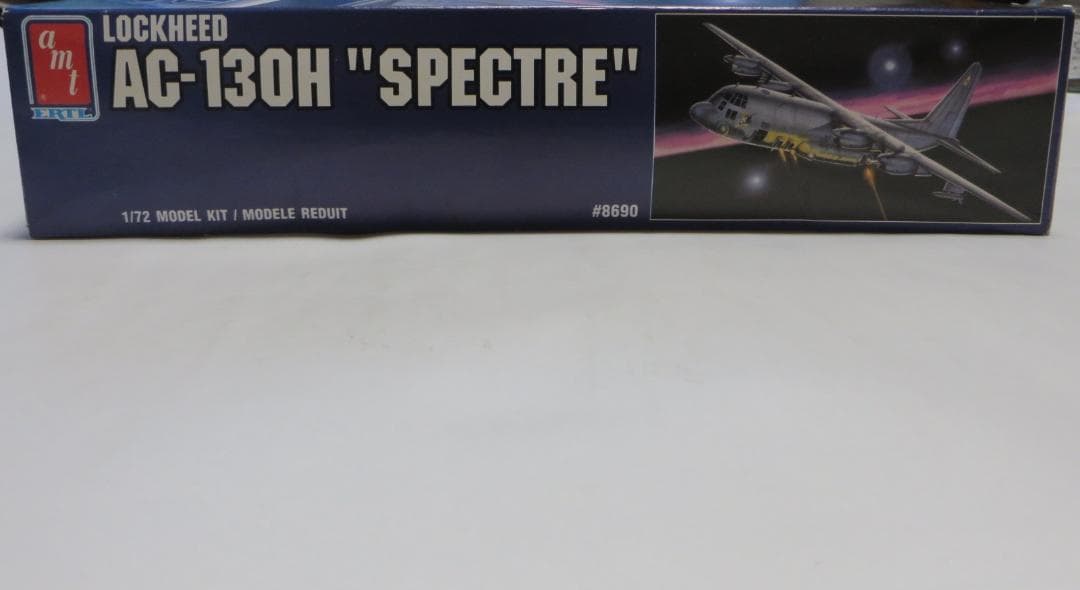 amt
ERTL
LOCKHEED
AC-130H "SPECTRE"
1/72 MODEL KIT / MODELE REDUIT
#8690